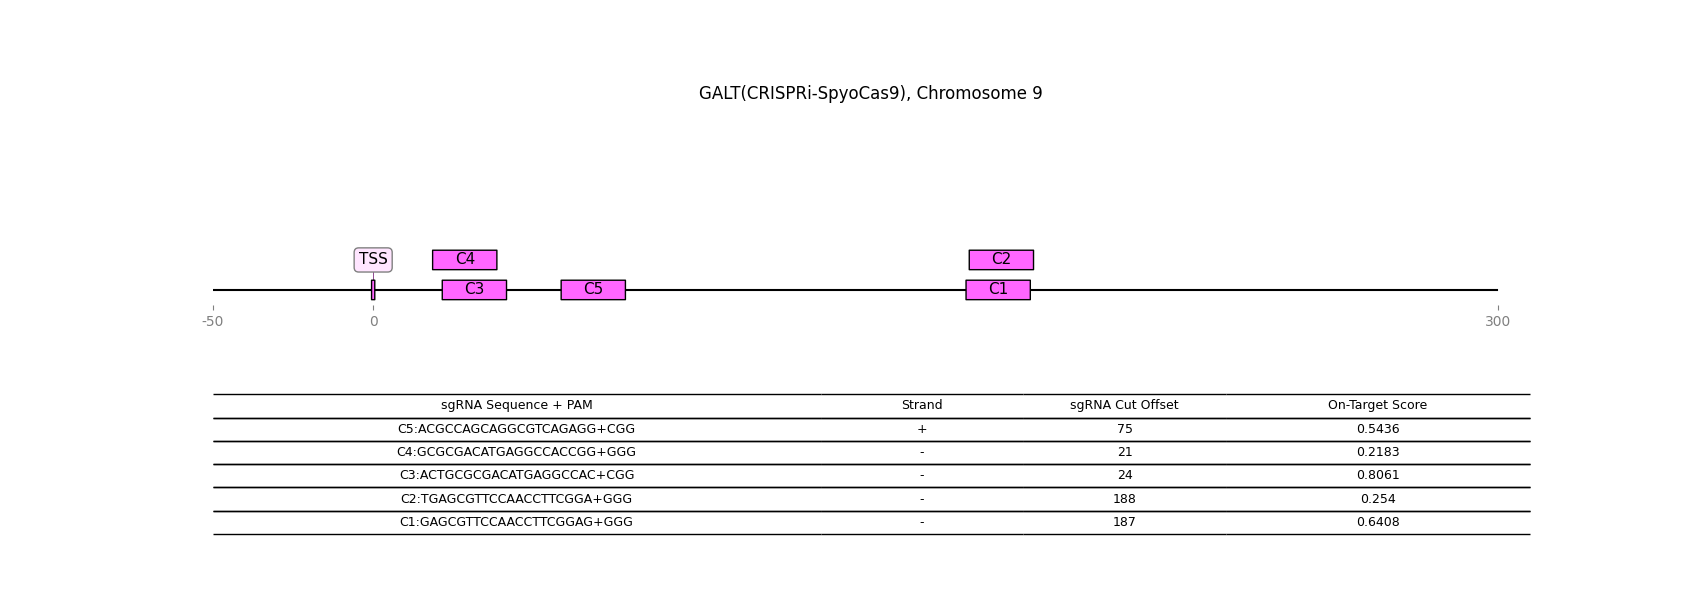 GALT(CRISPRi-SpyoCas9), Chromosome 9
TSS C4 C2
C3 C5 C1
-50 0 300
sgRNA Sequence + PAM Strand sgRNA Cut Offset On-Target Score
C5:ACGCCAGCAGGCGTCAGAGG+CGG + 75 0.5436
C4:GCGCGACATGAGGCCACCGG+GGG - 21 0.2183
C3:ACTGCGCGACATGAGGCCAC+CGG - 24 0.8061
C2:TGAGCGTTCCAACCTTCGGA+GGG - 188 0.254
C1:GAGCGTTCCAACCTTCGGAG+GGG - 187 0.6408